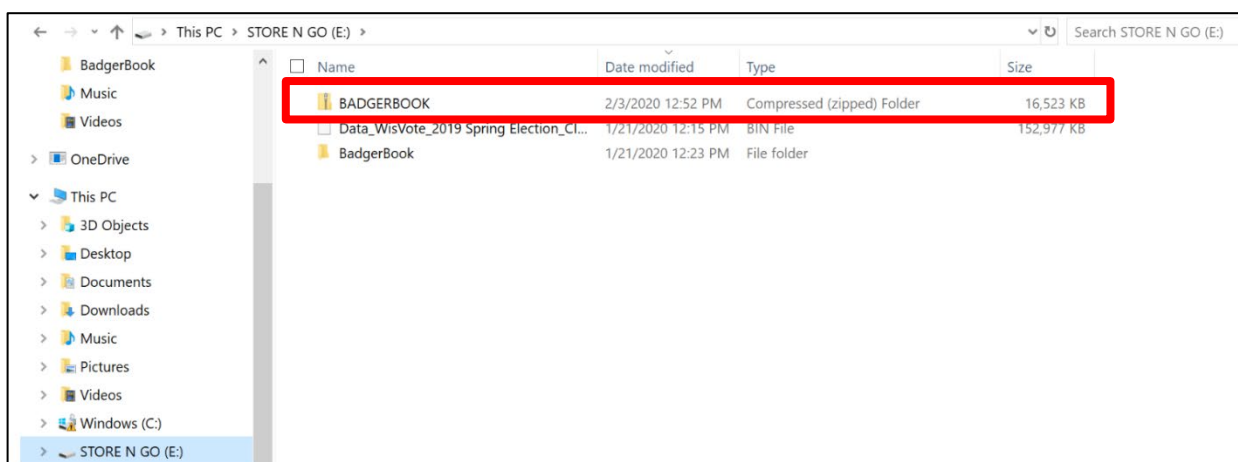 This PC > STORE N GO (E:) >
Search STORE N GO (E:)
BadgerBook
Music
Videos
OneDrive
This PC
3D Objects
Desktop
Documents
Downloads
Music
Pictures
Videos
Windows (C:)
STORE N GO (E:)
Name Date modified Type Size
BADGERBOOK 2/3/2020 12:52 PM Compressed (zipped) Folder 16,523 KB
Data_WisVote_2019 Spring Election_Cl... 1/21/2020 12:15 PM BIN File 152,977 KB
BadgerBook 1/21/2020 12:23 PM File folder